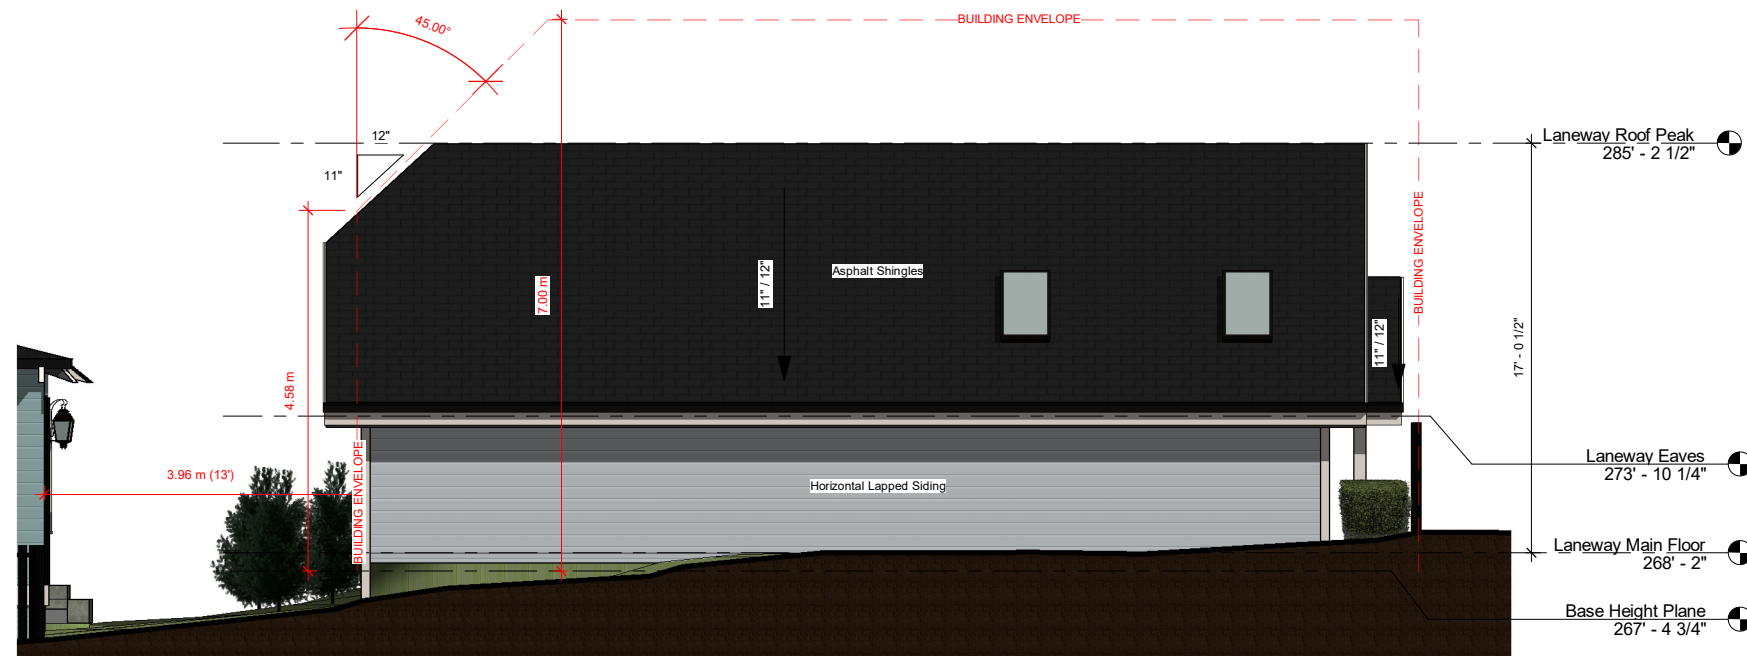 45.00°
BUILDING ENVELOPE
12"
11"
Laneway Roof Peak
285' - 2 1/2"
BUILDING ENVELOPE
7.00 m
11" / 12"
Asphalt Shingles
11" / 12"
17' - 0 1/2"
4.58 m
3.96 m (13')
BUILDING ENVELOPE
Horizontal Lapped Siding
Laneway Eaves
273' - 10 1/4"
Laneway Main Floor
268' - 2"
Base Height Plane
267' - 4 3/4"